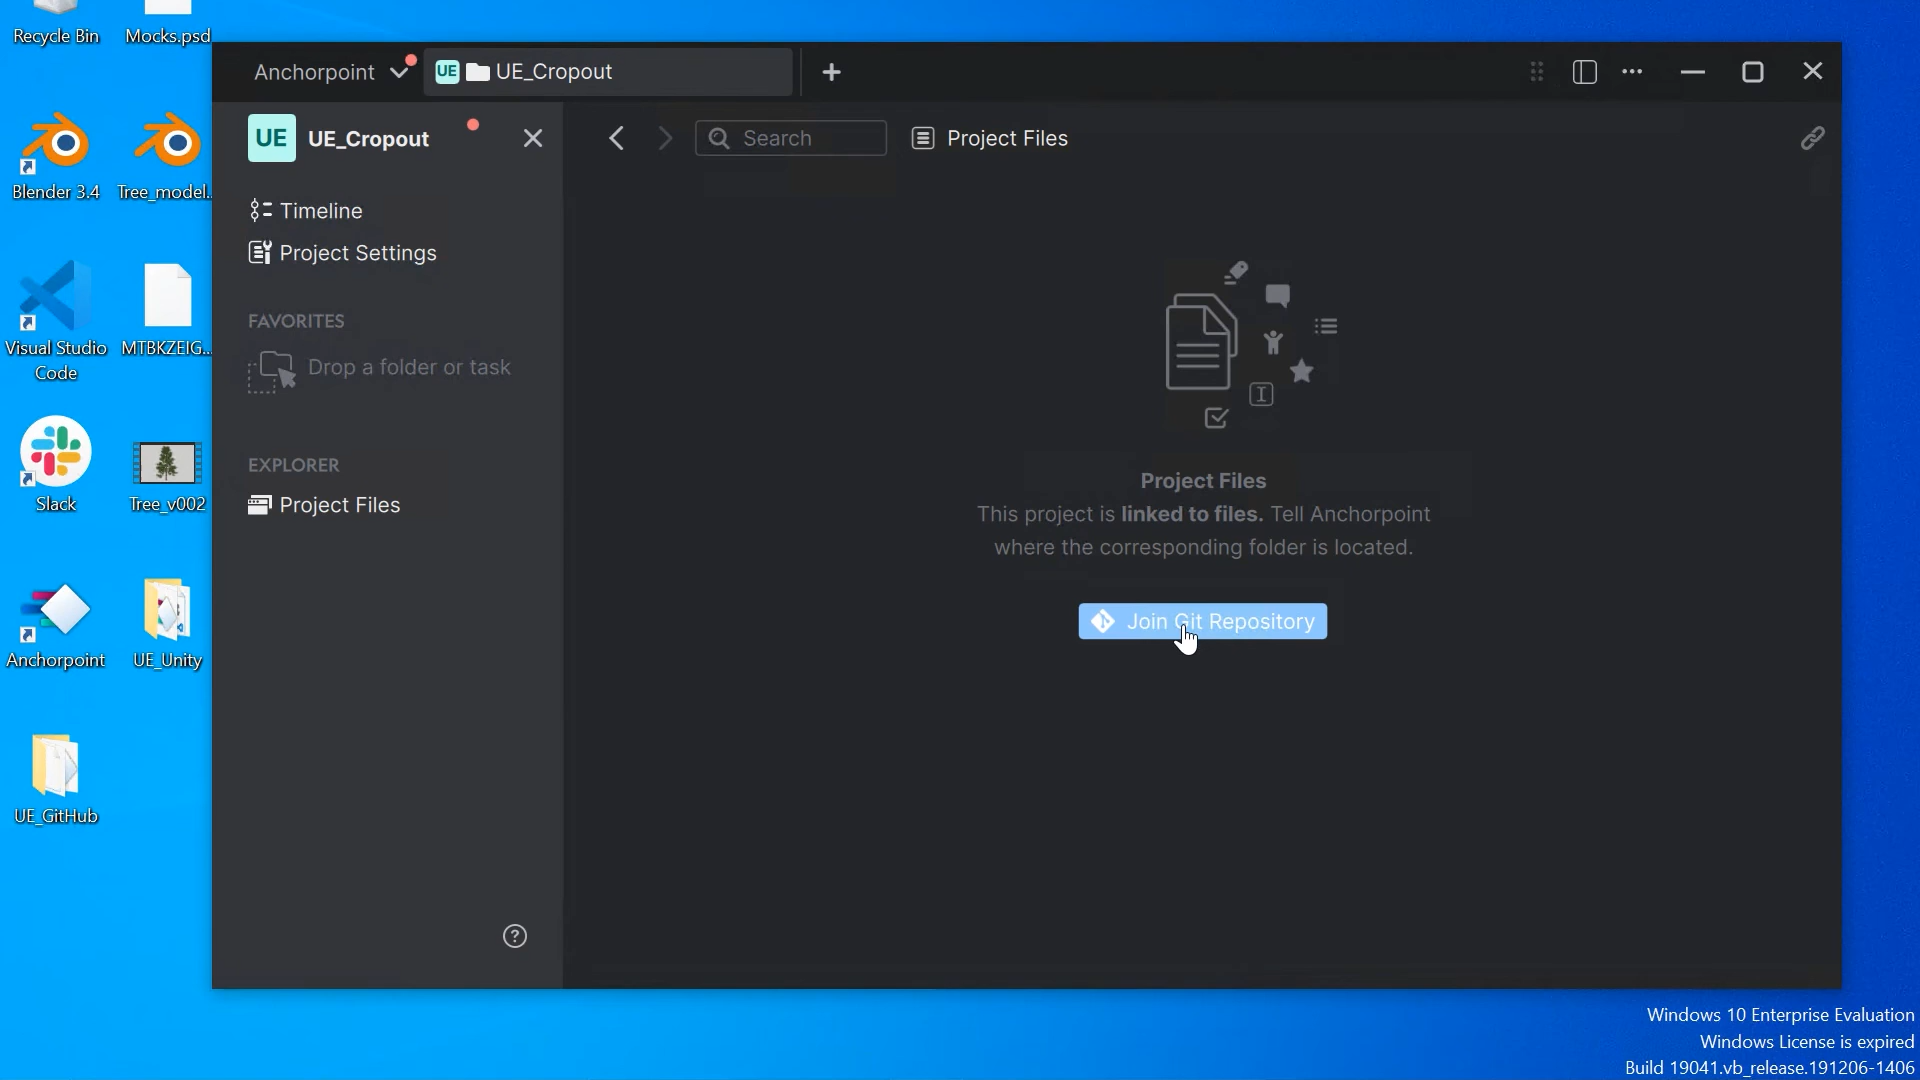 Recycle Bin
Mocks.psd
Blender 3.4
Tree_model...
Visual Studio
Code
MTBKZEIG...
Slack
Tree_v002
Anchorpoint
UE_Unity
UE_GitHub
Anchorpoint
UE
UE_Cropout
UE
UE_Cropout
Search
Project Files
Timeline
Project Settings
FAVORITES
Drop a folder or task
EXPLORER
Project Files
Project Files
This project is linked to files. Tell Anchorpoint
where the corresponding folder is located.
Join Git Repository
Windows 10 Enterprise Evaluation
Windows License is expired
Build 19041.vb_release.191206-1406